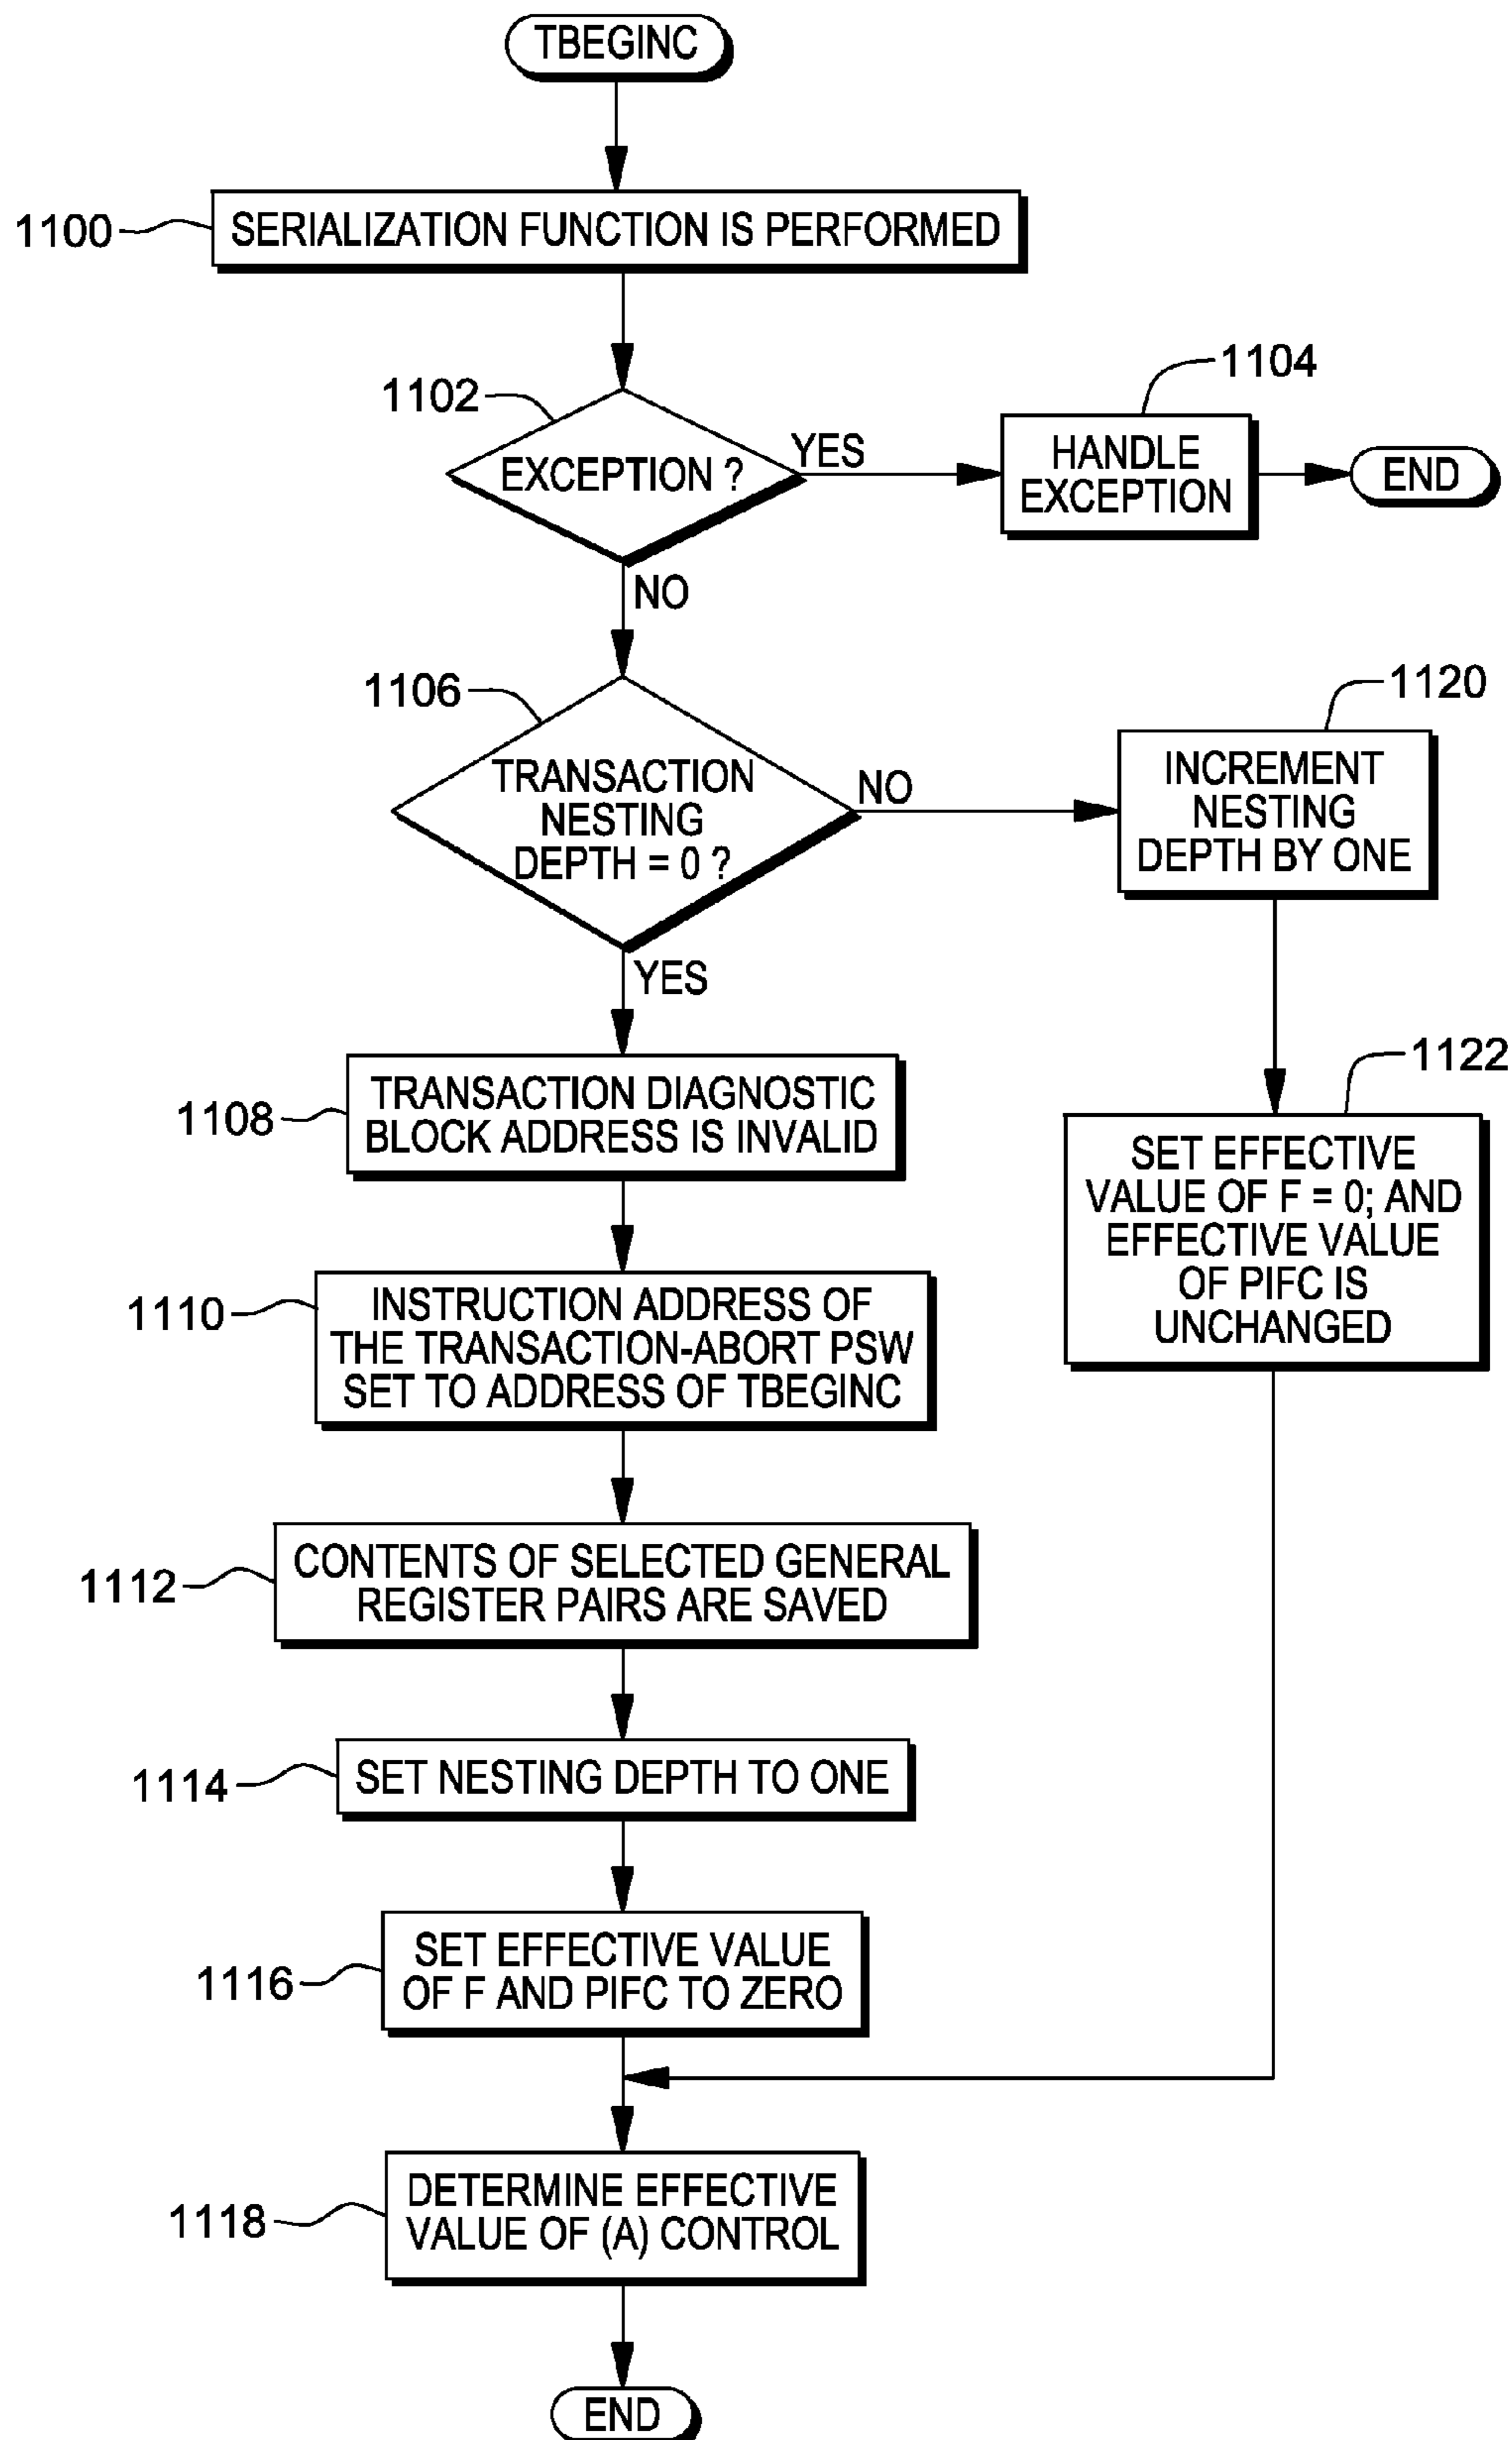 TBEGINC
1100
SERIALIZATION FUNCTION IS PERFORMED
1102
EXCEPTION ?
YES
1104
HANDLE
EXCEPTION
END
NO
1106
TRANSACTION
NESTING
DEPTH = 0 ?
NO
1120
INCREMENT
NESTING
DEPTH BY ONE
YES
1122
SET EFFECTIVE
VALUE OF F = 0; AND
EFFECTIVE VALUE
OF PIFC IS
UNCHANGED
1108
TRANSACTION DIAGNOSTIC
BLOCK ADDRESS IS INVALID
1110
INSTRUCTION ADDRESS OF
THE TRANSACTION-ABORT PSW
SET TO ADDRESS OF TBEGINC
1112
CONTENTS OF SELECTED GENERAL
REGISTER PAIRS ARE SAVED
1114
SET NESTING DEPTH TO ONE
1116
SET EFFECTIVE VALUE
OF F AND PIFC TO ZERO
1118
DETERMINE EFFECTIVE
VALUE OF (A) CONTROL
END